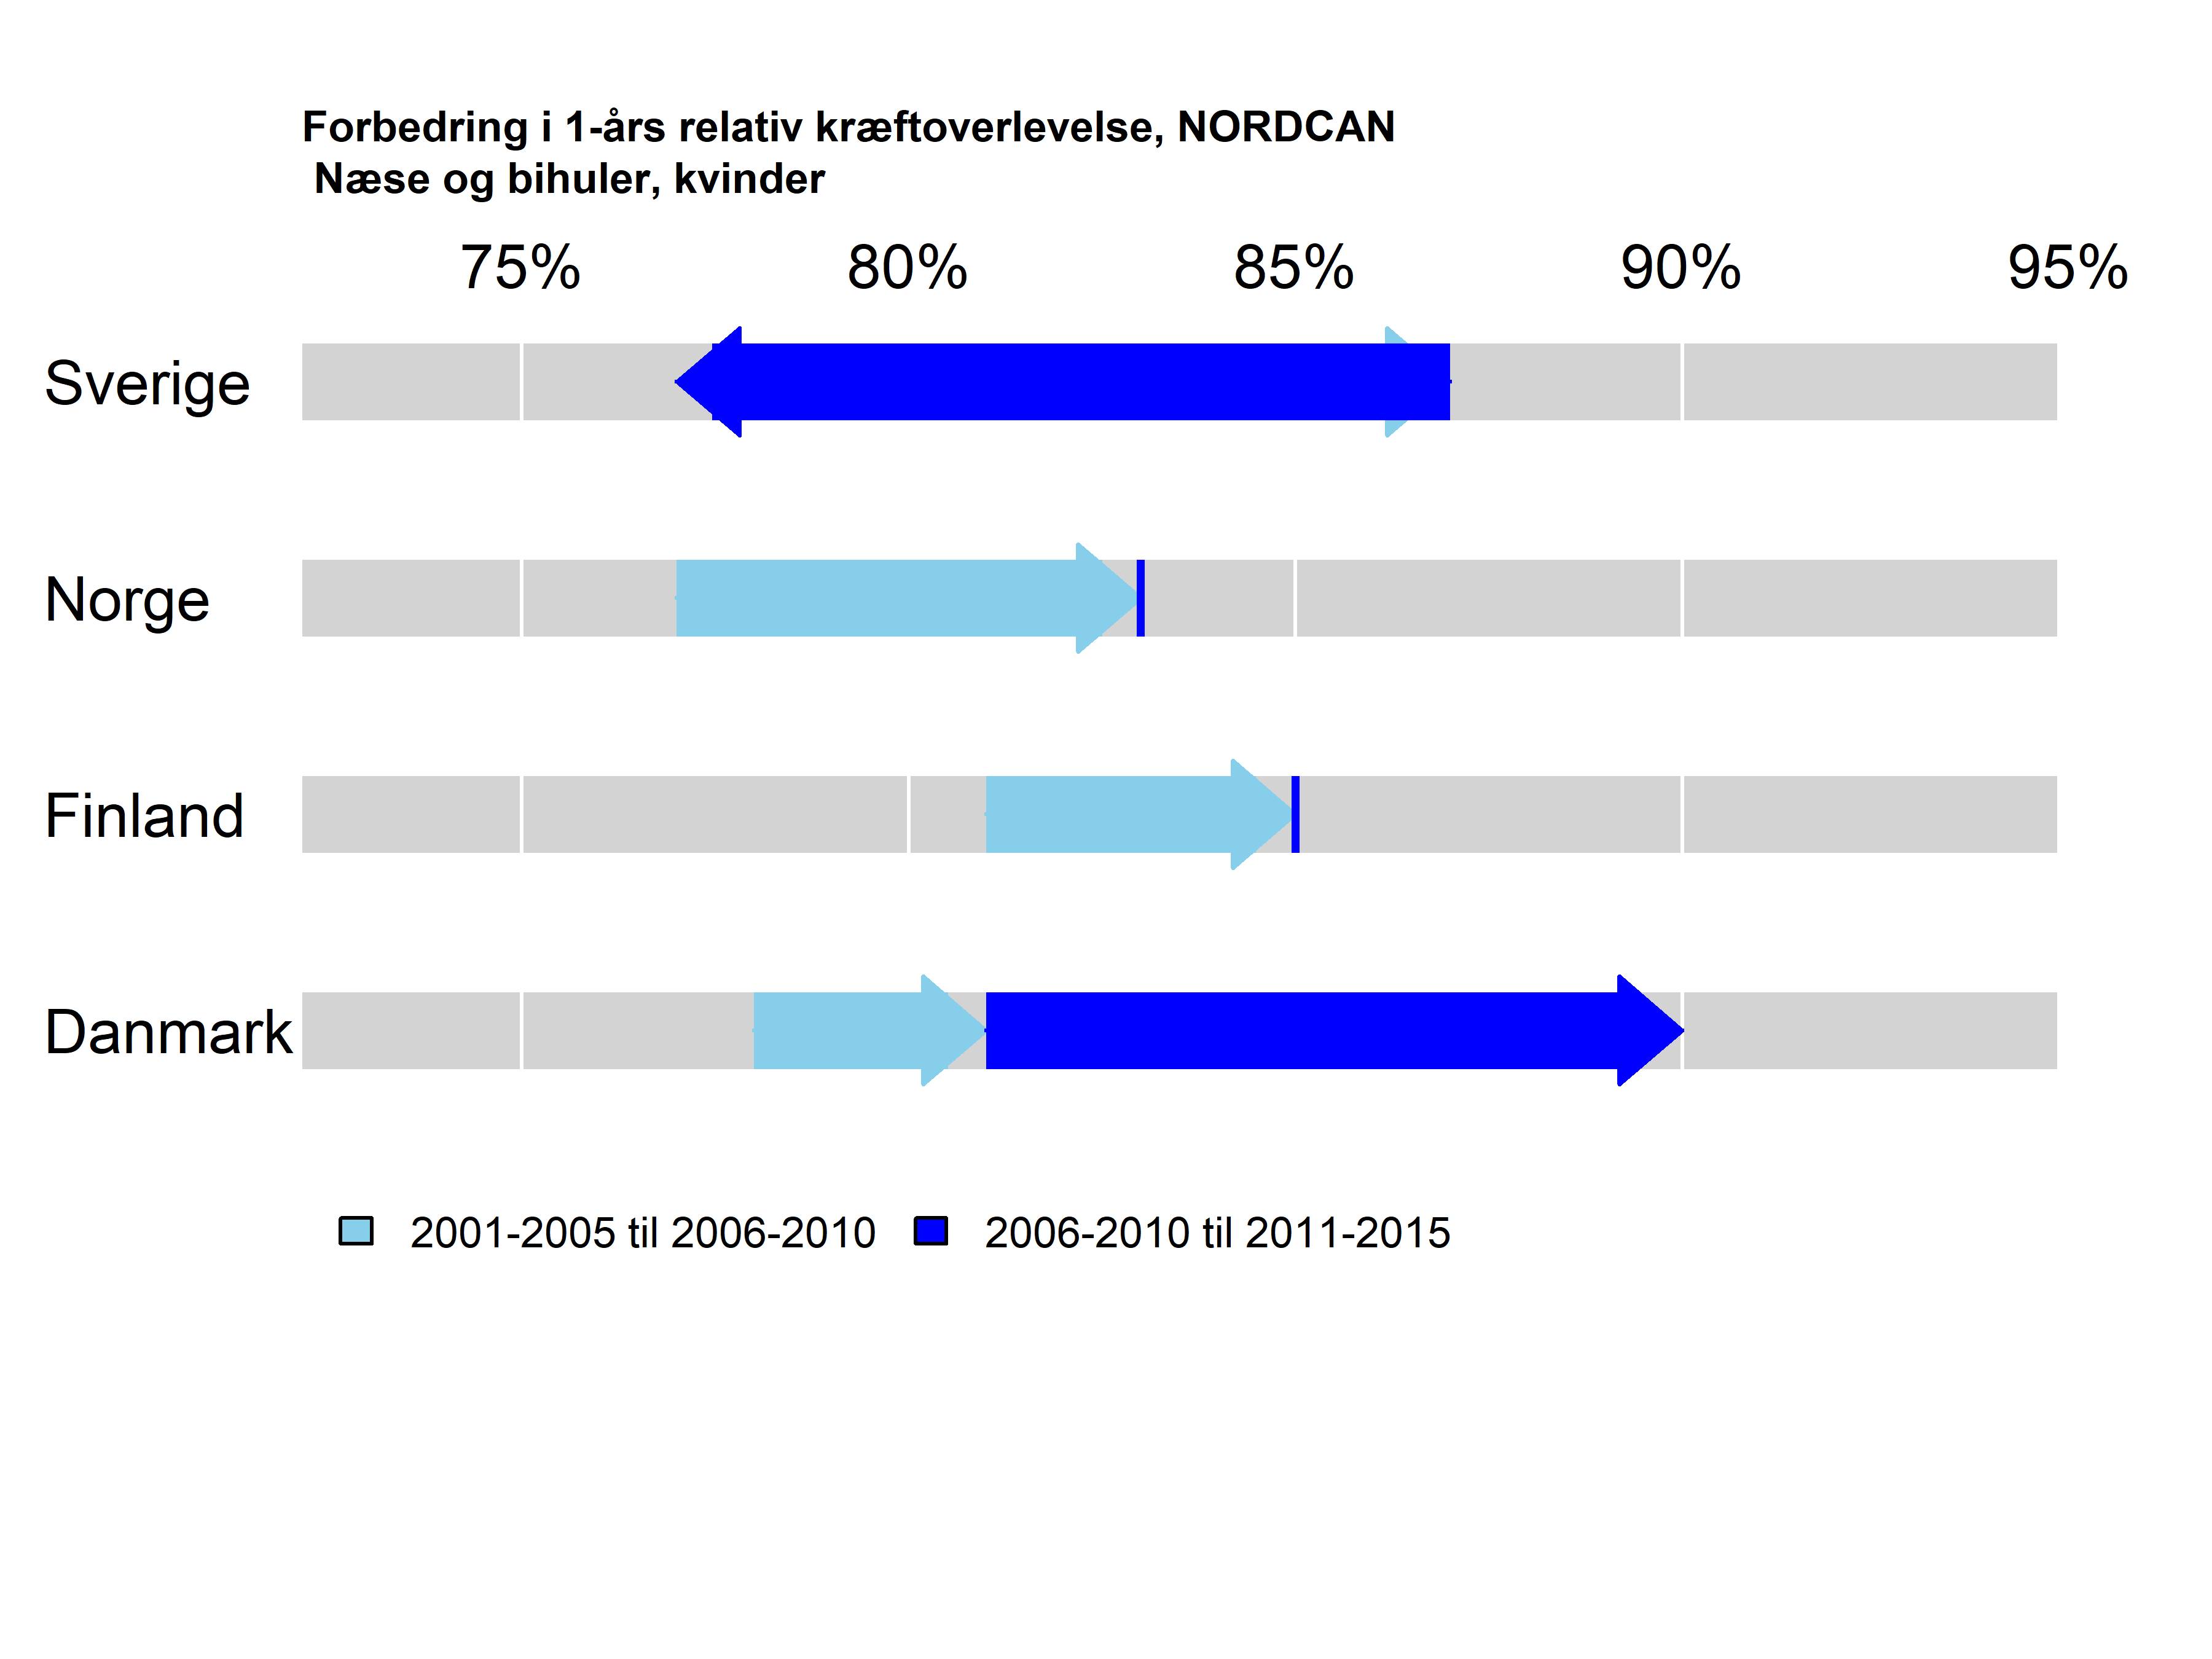 Forbedring i 1-års relativ kræftoverlevelse, NORDCAN
Næse og bihuler, kvinder
75% 80% 85% 90% 95%
Sverige
Norge
Finland
Danmark
2001-2005 til 2006-2010 2006-2010 til 2011-2015